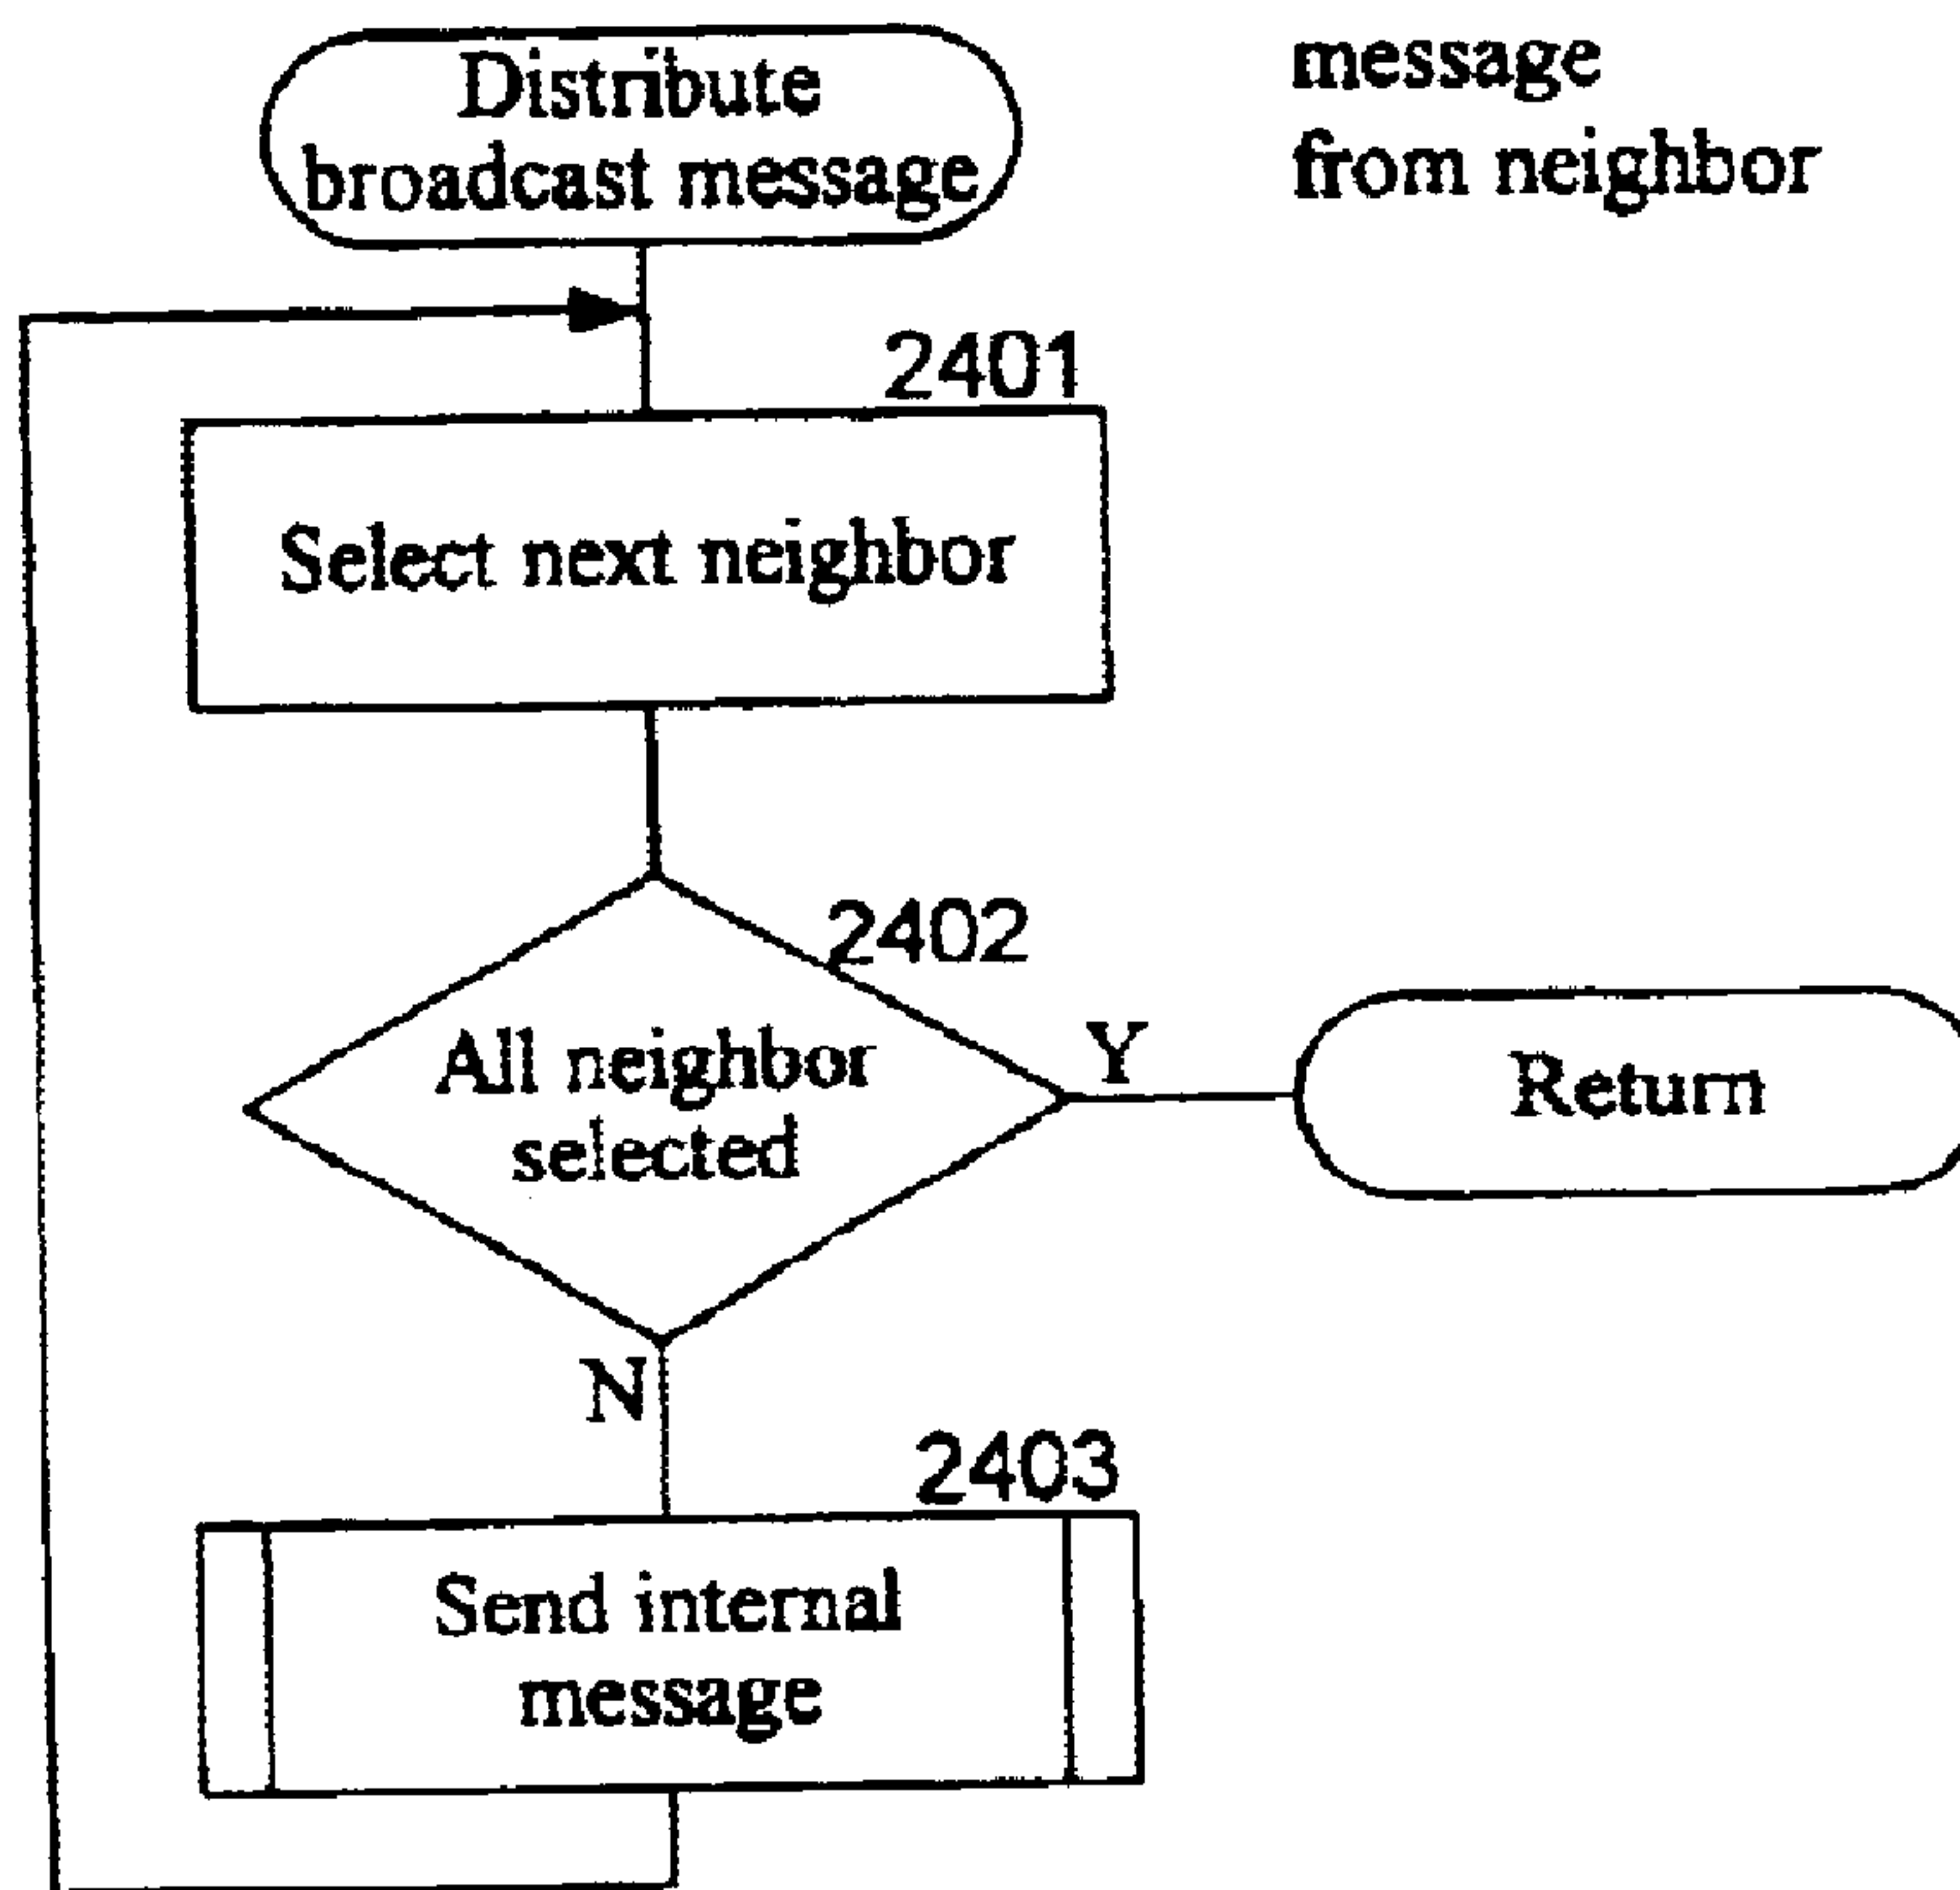 Distribute
broadcast message
message
from neighbor
2401
Select next neighbor
2402
All neighbor
selected
Y
Return
N
2403
Send internal
message